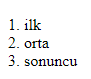 1. ilk
2. orta
3. sonuncu